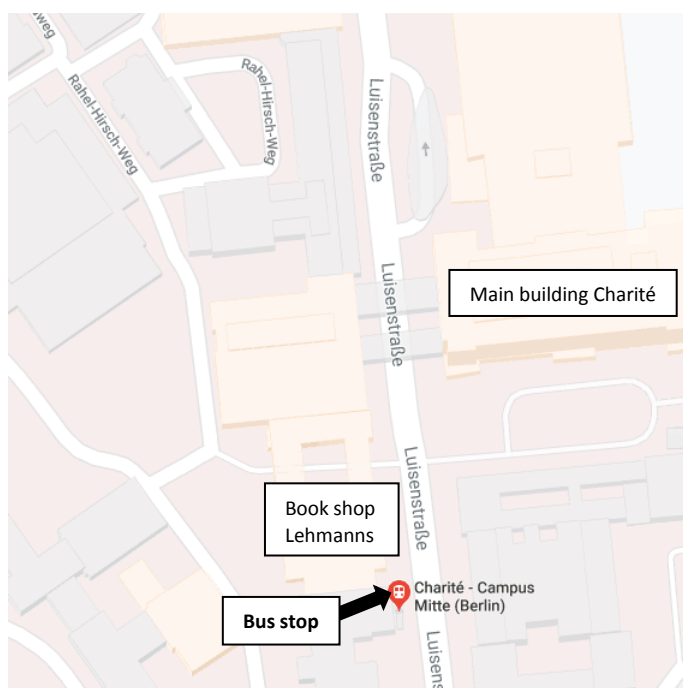 weg
Rahel-Hirsch-Weg
Rahel-Hirsch-Weg
Luisenstraße
Main building Charité
Luisenstraße
Luisenstraße
Book shop
Lehmanns
Charité - Campus
Mitte (Berlin)
Bus stop
Luisenst